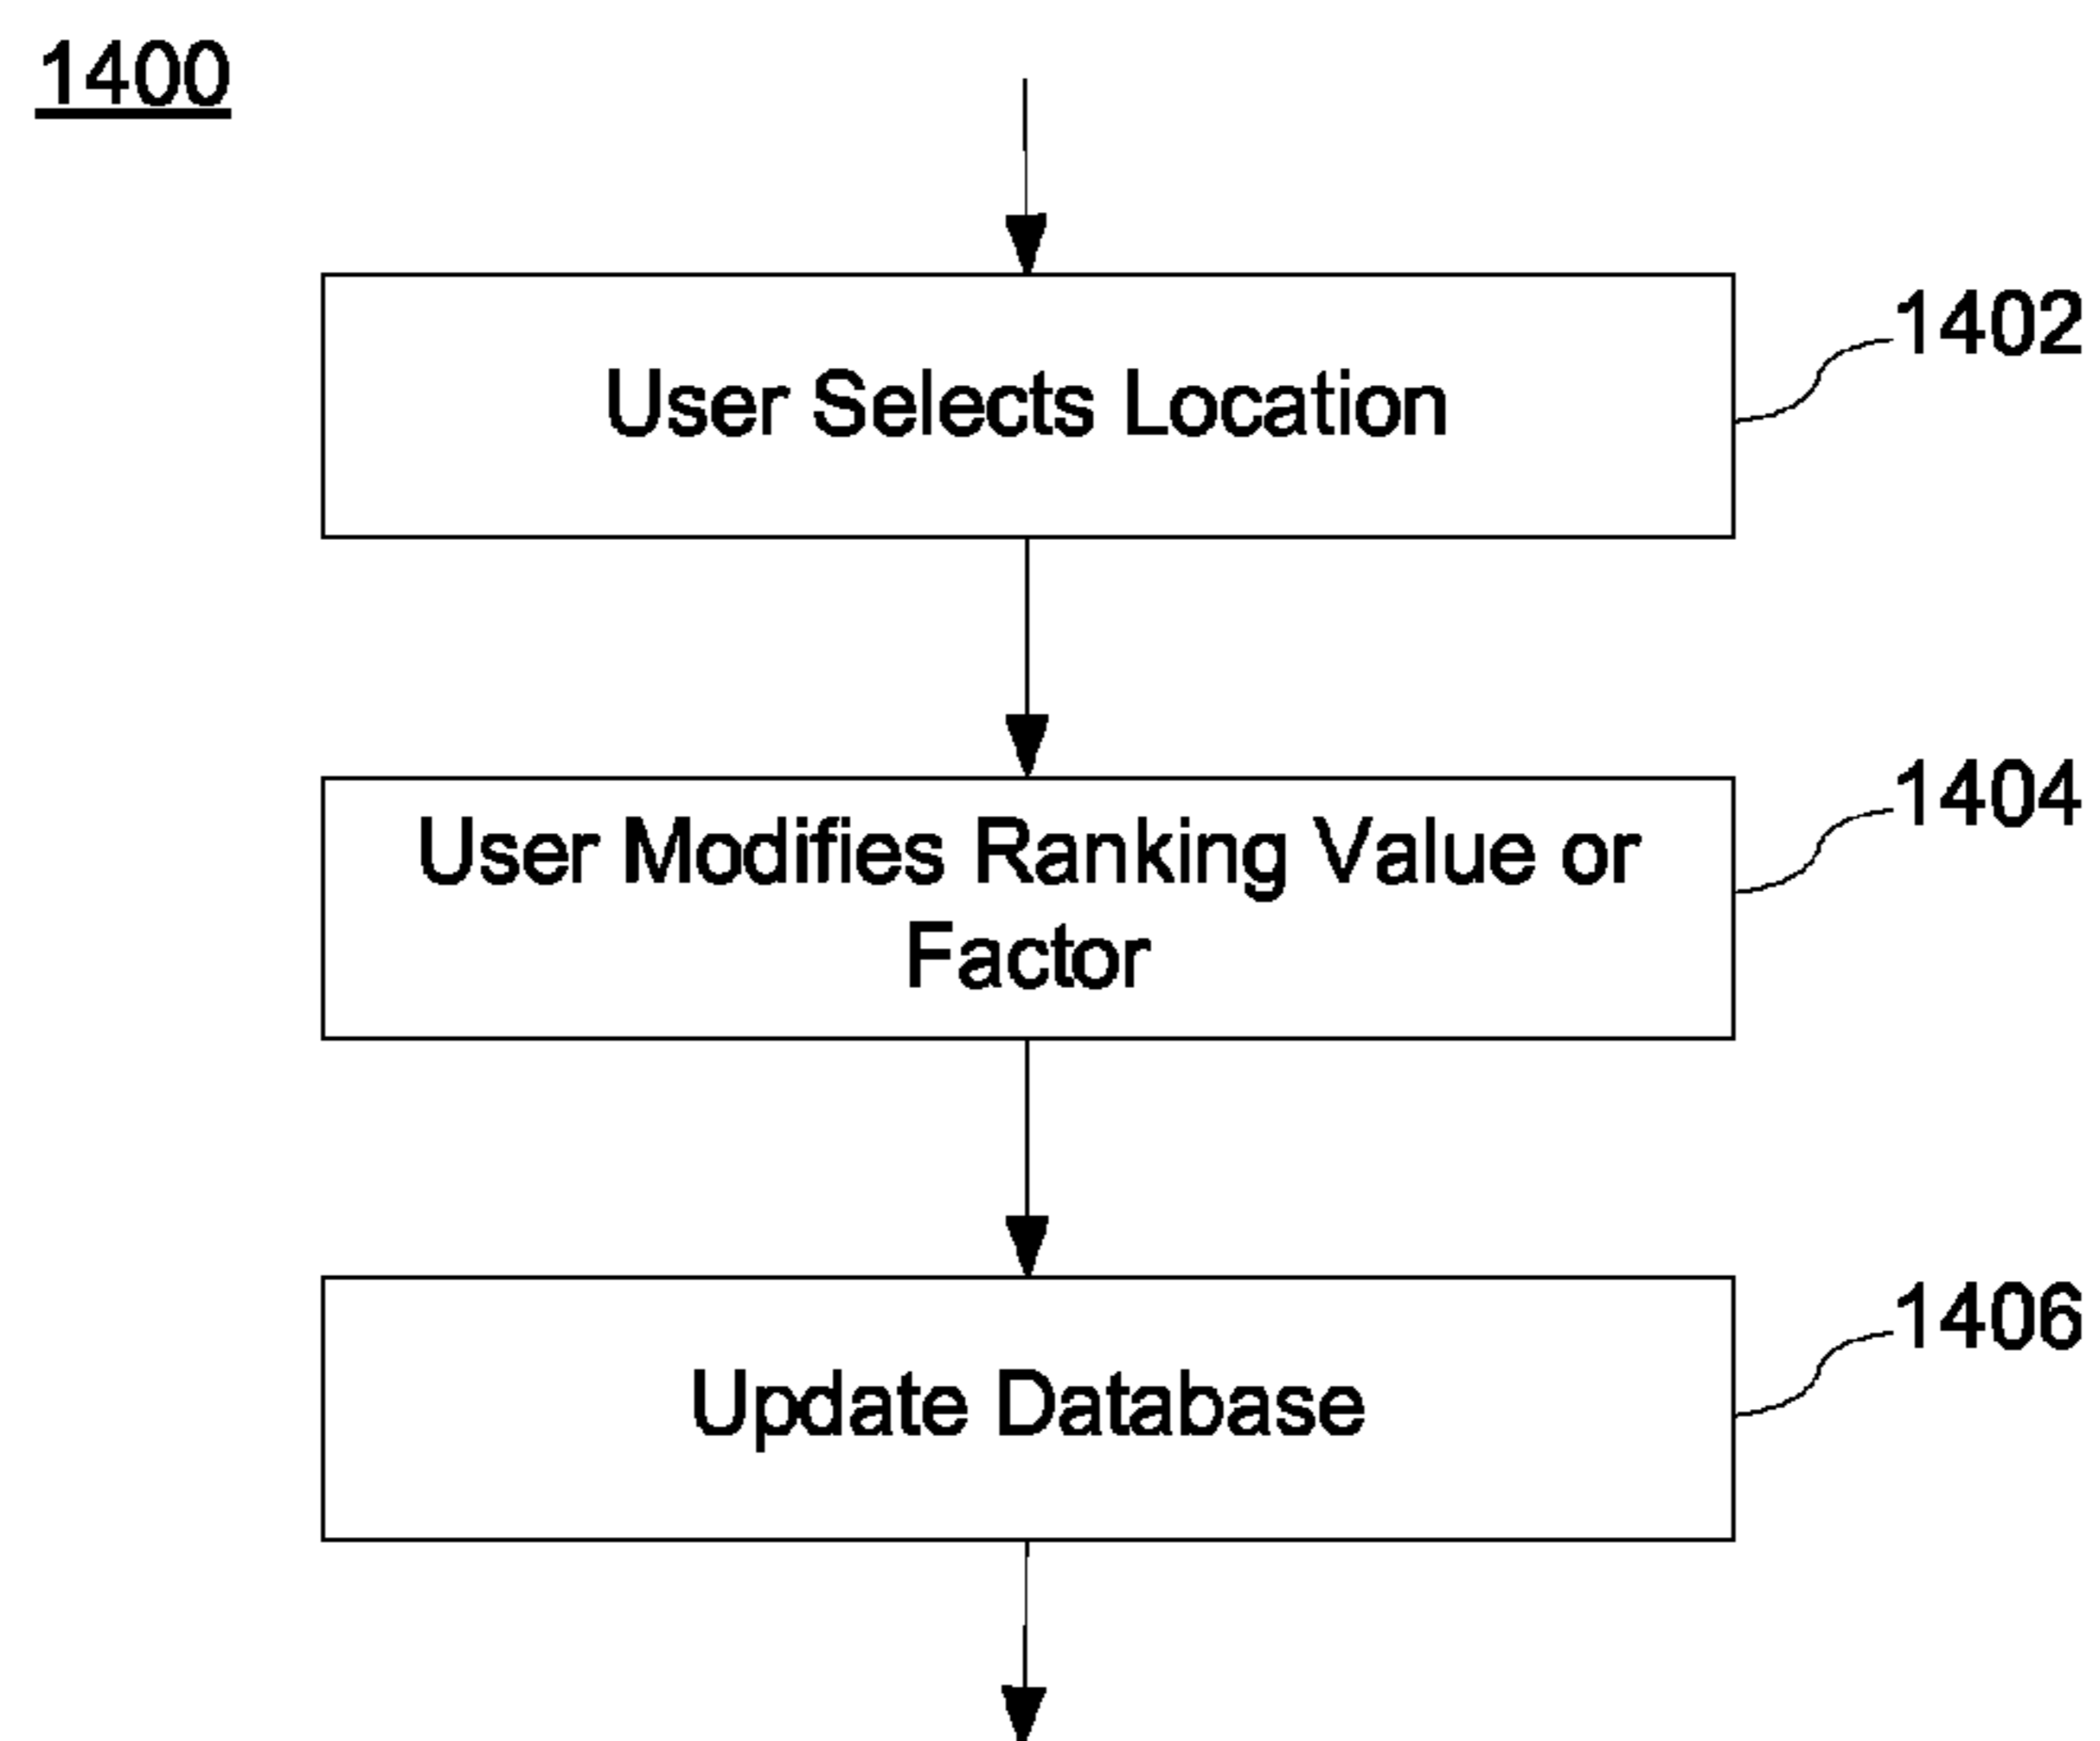 1400
User Selects Location
1402
User Modifies Ranking Value or
Factor
1404
Update Database
1406